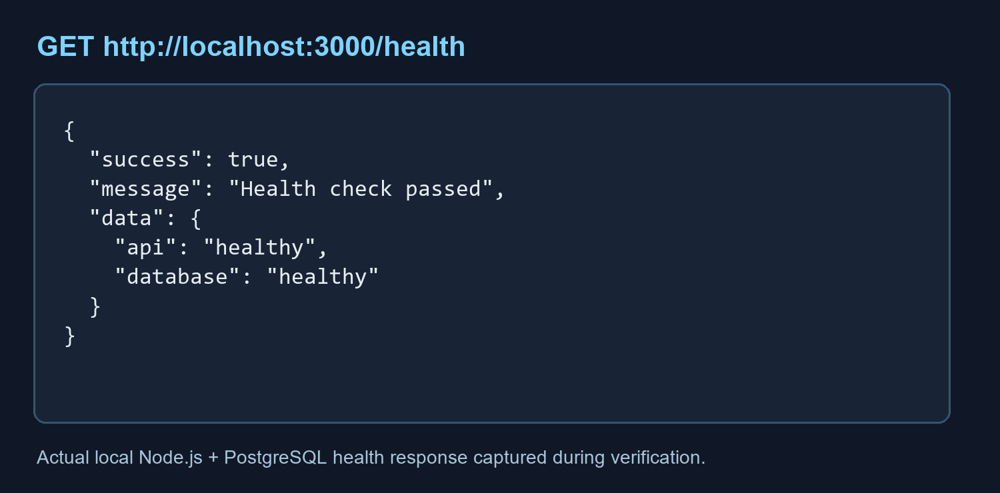 GET http://localhost:3000/health
{
  "success": true,
  "message": "Health check passed",
  "data": {
    "api": "healthy",
    "database": "healthy"
  }
}
Actual local Node.js + PostgreSQL health response captured during verification.